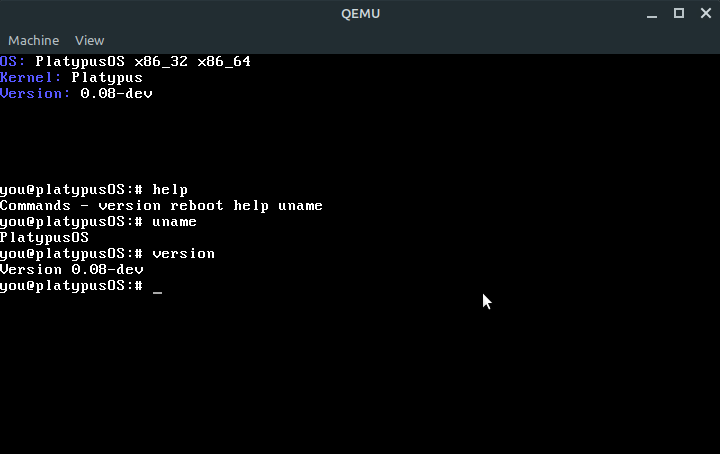 QEMU
Machine View
OS: PlatypusOS x86_32 x86_64
Kernel: Platypus
Version: 0.08-dev
you@platypusOS:# help
Commands - version reboot help uname
you@platypusOS:# uname
PlatypusOS
you@platypusOS:# version
Version 0.08-dev
you@platypusOS:# _